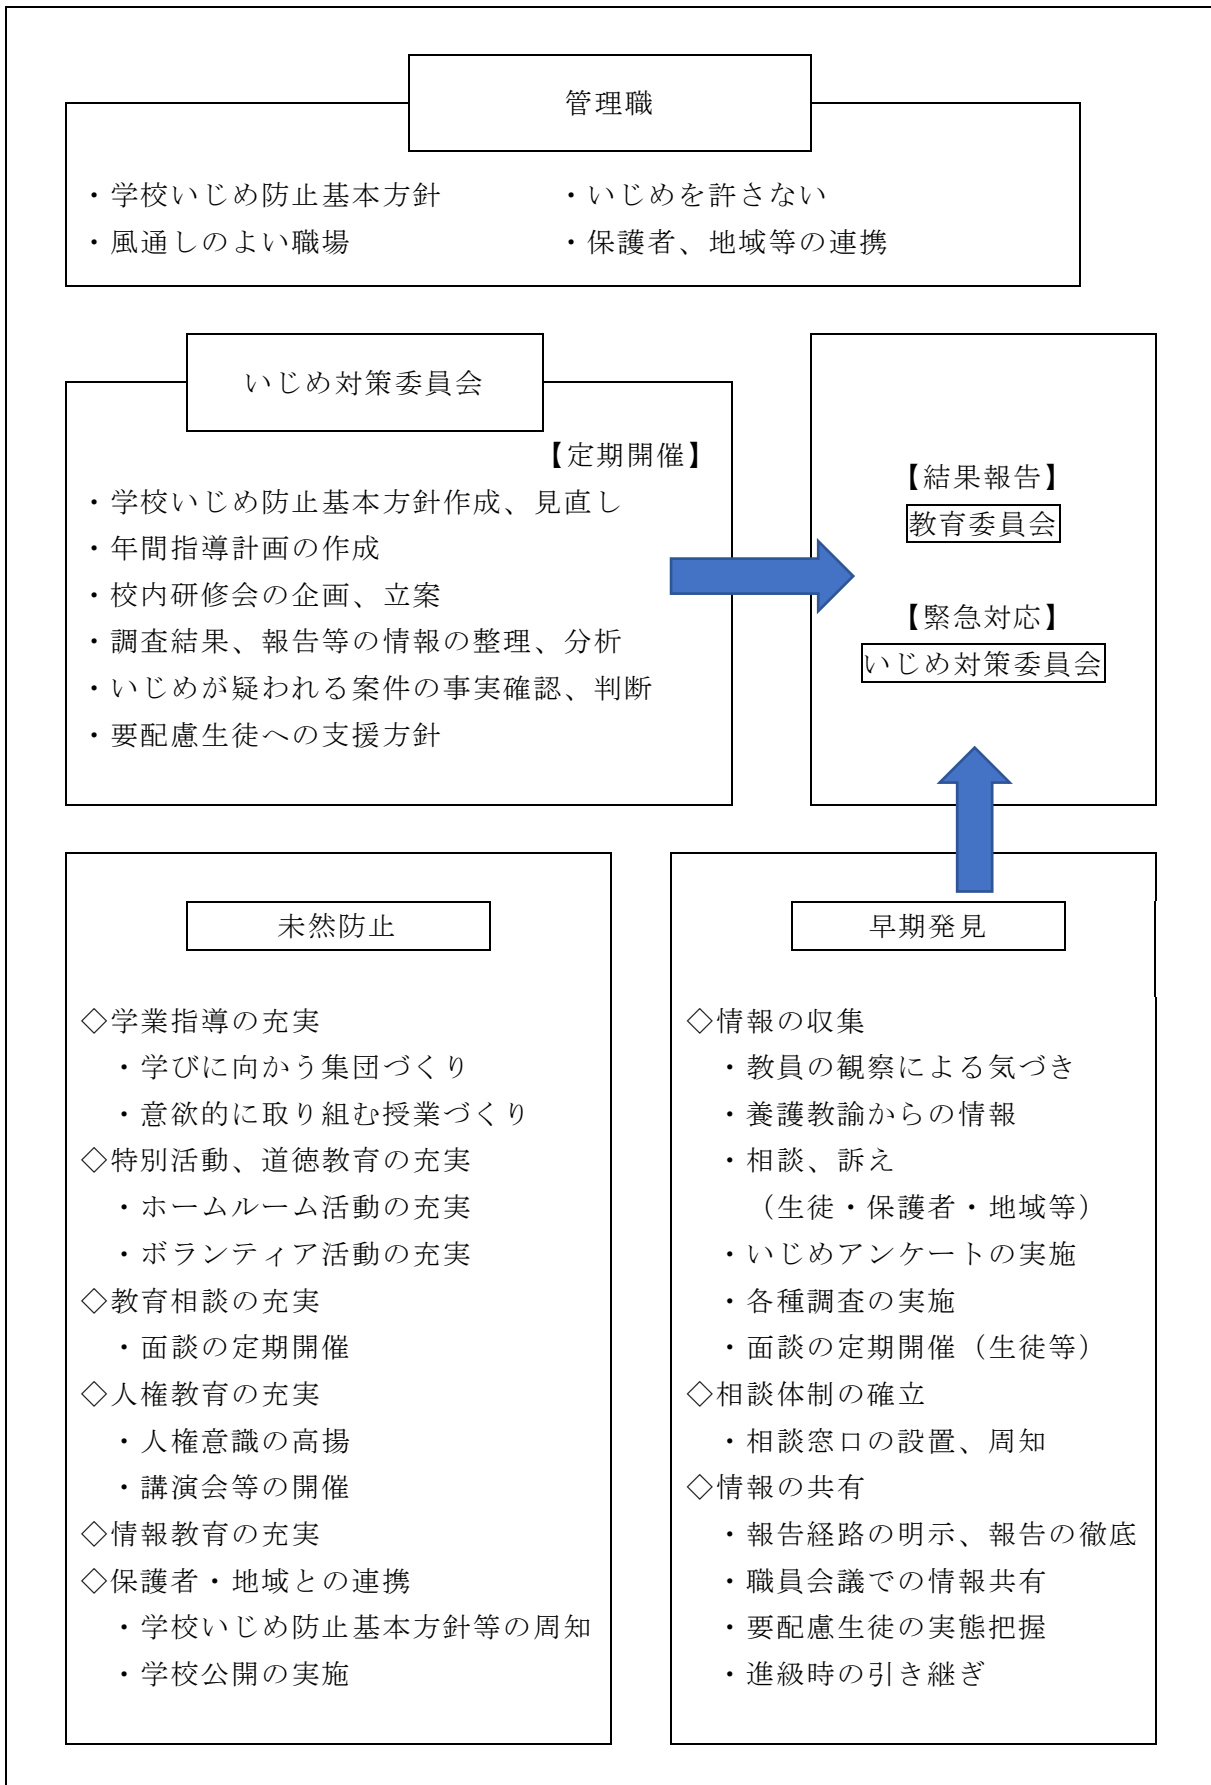 管理職
・学校いじめ防止基本方針　　　・いじめを許さない
・風通しのよい職場　　　　　　・保護者、地域等の連携
いじめ対策委員会
【定期開催】
・学校いじめ防止基本方針作成、見直し
・年間指導計画の作成
・校内研修会の企画、立案
・調査結果、報告等の情報の整理、分析
・いじめが疑われる案件の事実確認、判断
・要配慮生徒への支援方針
【結果報告】
教育委員会
【緊急対応】
いじめ対策委員会
未然防止
◇学業指導の充実
・学びに向かう集団づくり
・意欲的に取り組む授業づくり
◇特別活動、道徳教育の充実
・ホームルーム活動の充実
・ボランティア活動の充実
◇教育相談の充実
・面談の定期開催
◇人権教育の充実
・人権意識の高揚
・講演会等の開催
◇情報教育の充実
◇保護者・地域との連携
・学校いじめ防止基本方針等の周知
・学校公開の実施
早期発見
◇情報の収集
・教員の観察による気づき
・養護教諭からの情報
・相談、訴え
（生徒・保護者・地域等）
・いじめアンケートの実施
・各種調査の実施
・面談の定期開催（生徒等）
◇相談体制の確立
・相談窓口の設置、周知
◇情報の共有
・報告経路の明示、報告の徹底
・職員会議での情報共有
・要配慮生徒の実態把握
・進級時の引き継ぎ